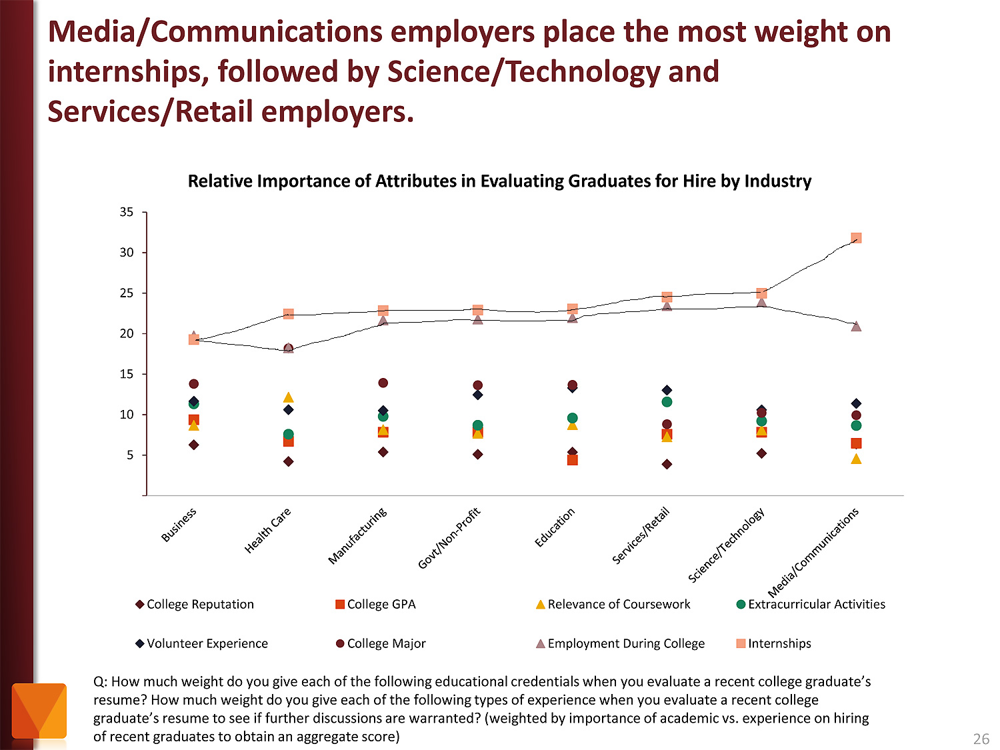 Media/Communications employers place the most weight on
internships, followed by Science/Technology and
Services/Retail employers.
Relative Importance of Attributes in Evaluating Graduates for Hire by Industry
35
30
25
20
15
10
5
Business
Health Care
Manufacturing
Govt/Non-Profit
Education
Services/Retail
Science/Technology
Media/Communications
College Reputation
College GPA
Relevance of Coursework
Extracurricular Activities
Volunteer Experience
College Major
Employment During College
Internships
Q: How much weight do you give each of the following educational credentials when you evaluate a recent college graduate’s
resume? How much weight do you give each of the following types of experience when you evaluate a recent college
graduate’s resume to see if further discussions are warranted? (weighted by importance of academic vs. experience on hiring
of recent graduates to obtain an aggregate score)
26